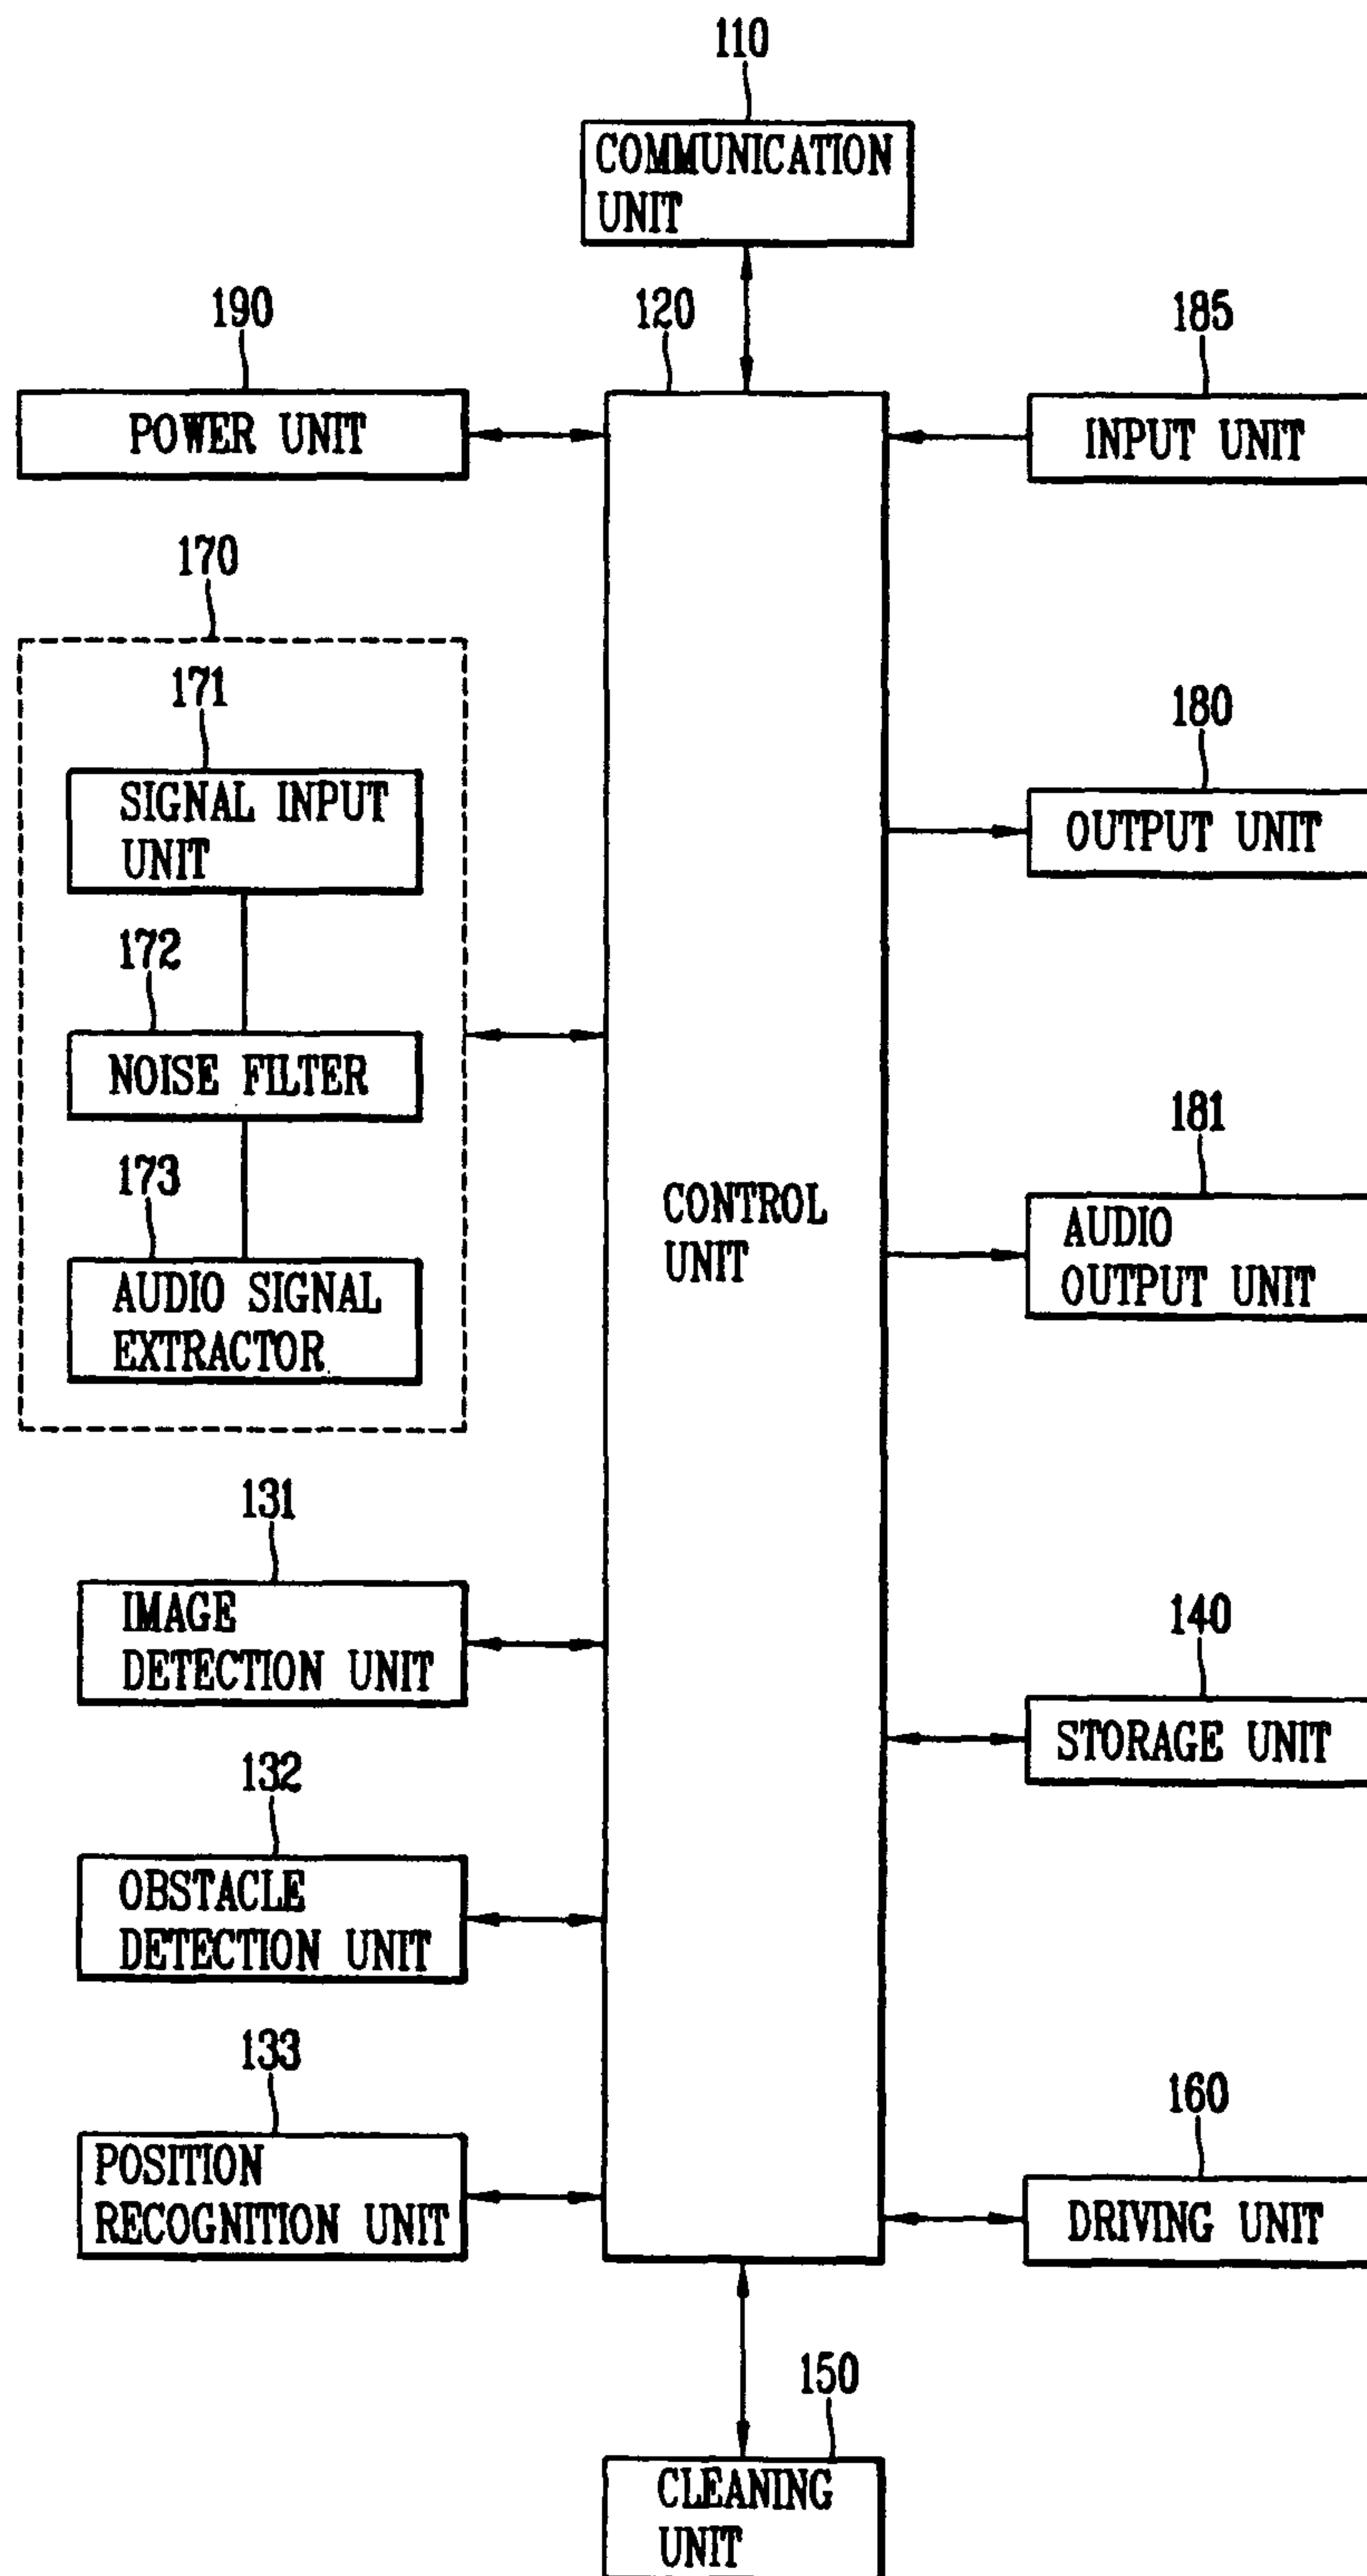 110
COMMUNICATION
UNIT
190
120
185
POWER UNIT
INPUT UNIT
170
171
SIGNAL INPUT
UNIT
180
OUTPUT UNIT
172
NOISE FILTER
173
AUDIO SIGNAL
EXTRACTOR
CONTROL
UNIT
181
AUDIO
OUTPUT UNIT
131
IMAGE
DETECTION UNIT
140
STORAGE UNIT
132
OBSTACLE
DETECTION UNIT
133
POSITION
RECOGNITION UNIT
160
DRIVING UNIT
150
CLEANING
UNIT